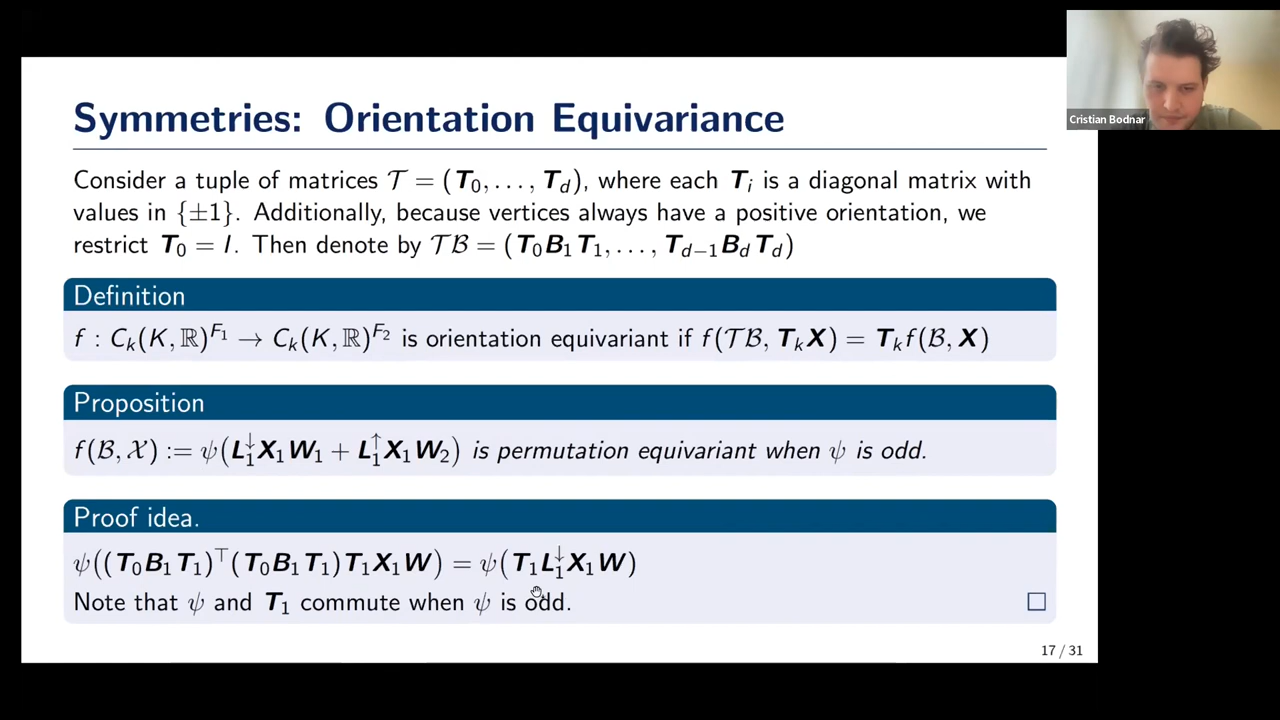 Symmetries: Orientation Equivariance
Cristian Bodnar
Consider a tuple of matrices 𝒯 = (T₀, . . . , T_d), where each T_i is a diagonal matrix with
values in {±1}. Additionally, because vertices always have a positive orientation, we
restrict T₀ = I. Then denote by 𝒯ℬ = (T₀B₁T₁, . . . , T_{d−1}B_dT_d)
Definition
f : C_k(K, ℝ)^{F₁} → C_k(K, ℝ)^{F₂} is orientation equivariant if f(𝒯ℬ, T_kX) = T_kf(ℬ, X)
Proposition
f(ℬ, 𝒳) := ψ(L₁^↓X₁W₁ + L₁^↑X₁W₂) is permutation equivariant when ψ is odd.
Proof idea.
ψ((T₀B₁T₁)^⊤(T₀B₁T₁)T₁X₁W) = ψ(T₁L₁^↓X₁W)
Note that ψ and T₁ commute when ψ is odd.
□
17 / 31